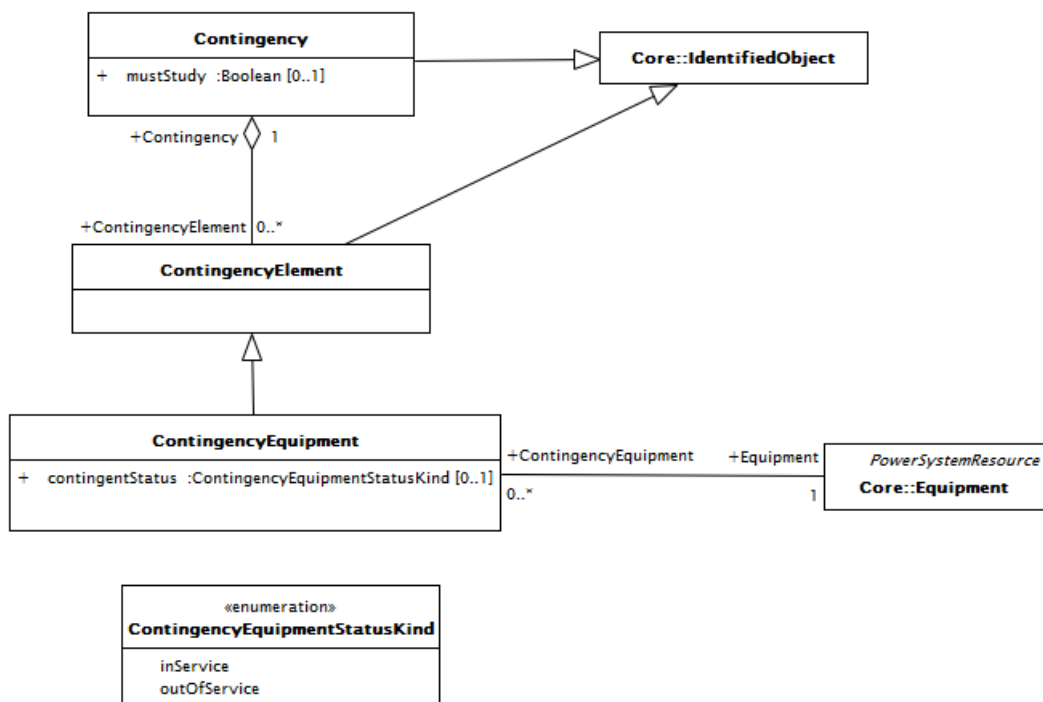 Contingency
+ mustStudy :Boolean [0..1]
Core::IdentifiedObject
+Contingency 1
+ContingencyElement 0..*
ContingencyElement
ContingencyEquipment
+ contingentStatus :ContingencyEquipmentStatusKind [0..1]
+ContingencyEquipment +Equipment
0..* 1
PowerSystemResource
Core::Equipment
«enumeration»
ContingencyEquipmentStatusKind
inService
outOfService